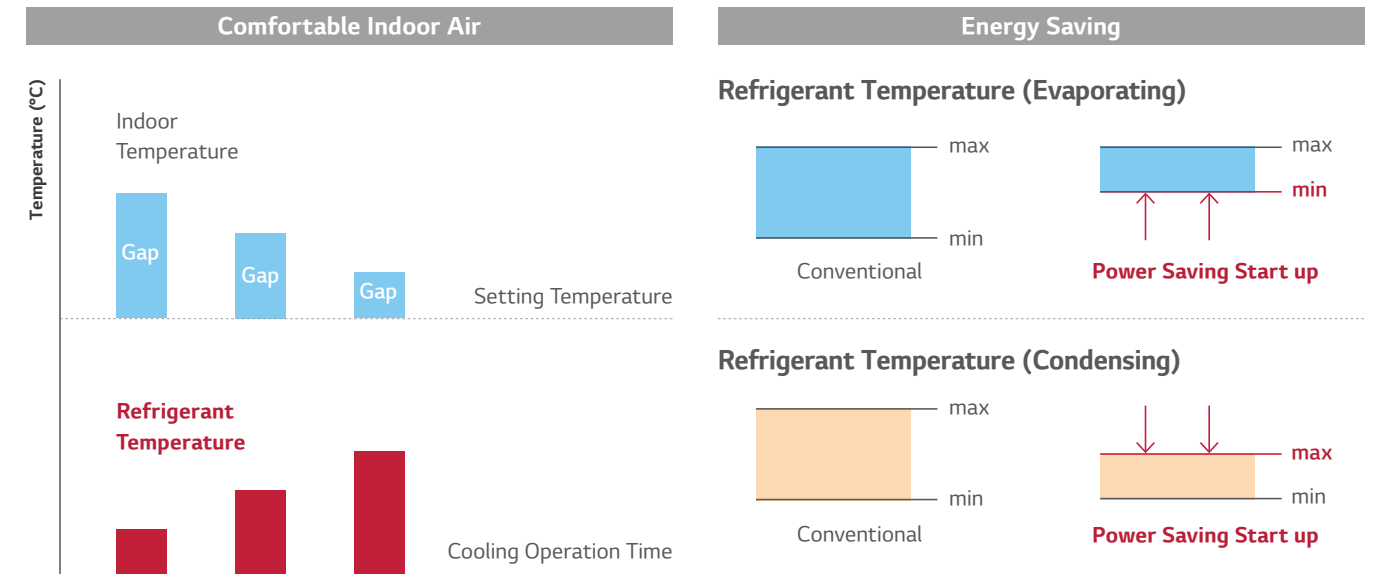 Comfortable Indoor Air
Temperature (°C)
Indoor
Temperature
Gap
Gap
Gap
Setting Temperature
Refrigerant
Temperature
Cooling Operation Time
Energy Saving
Refrigerant Temperature (Evaporating)
max
min
Conventional
max
min
Power Saving Start up
Refrigerant Temperature (Condensing)
max
min
Conventional
max
min
Power Saving Start up